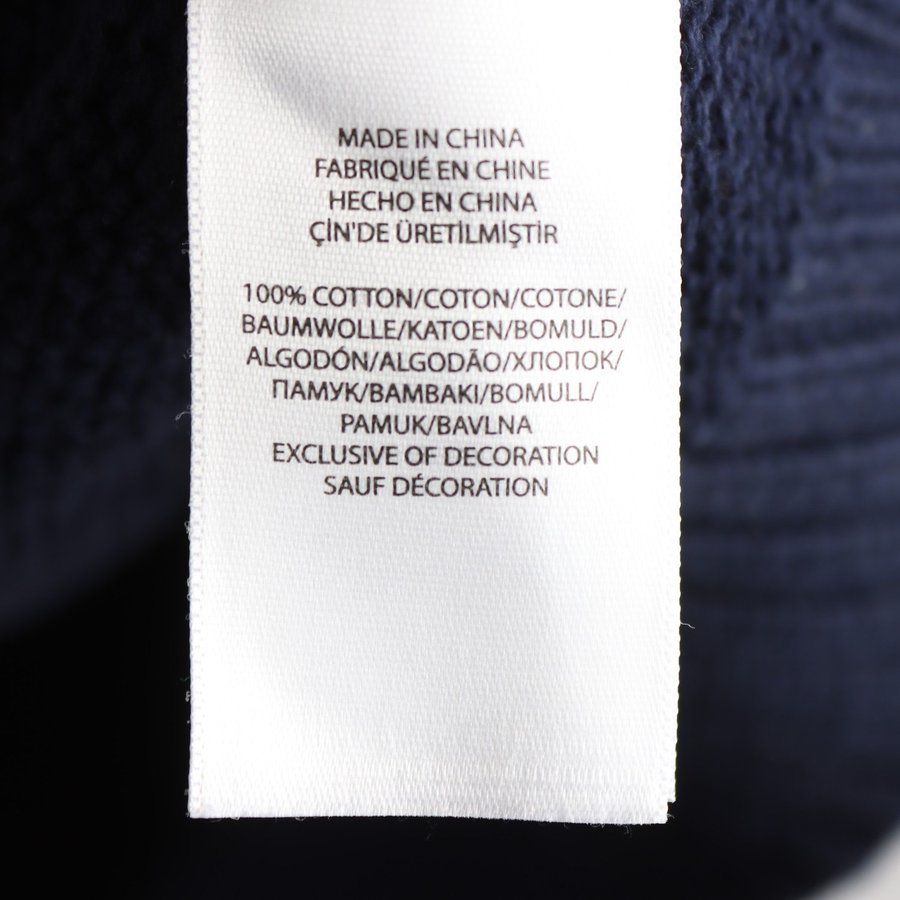 MADE IN CHINA
FABRIQUÉ EN CHINE
HECHO EN CHINA
ÇİN'DE ÜRETİLMİŞTİR
100% COTTON/COTON/COTONE/
BAUMWOLLE/KATOEN/BOMULD/
ALGODÓN/ALGODÃO/ХЛОПОК/
ПАМУК/BAMBAKI/BOMULL/
PAMUK/BAVLNA
EXCLUSIVE OF DECORATION
SAUF DÉCORATION